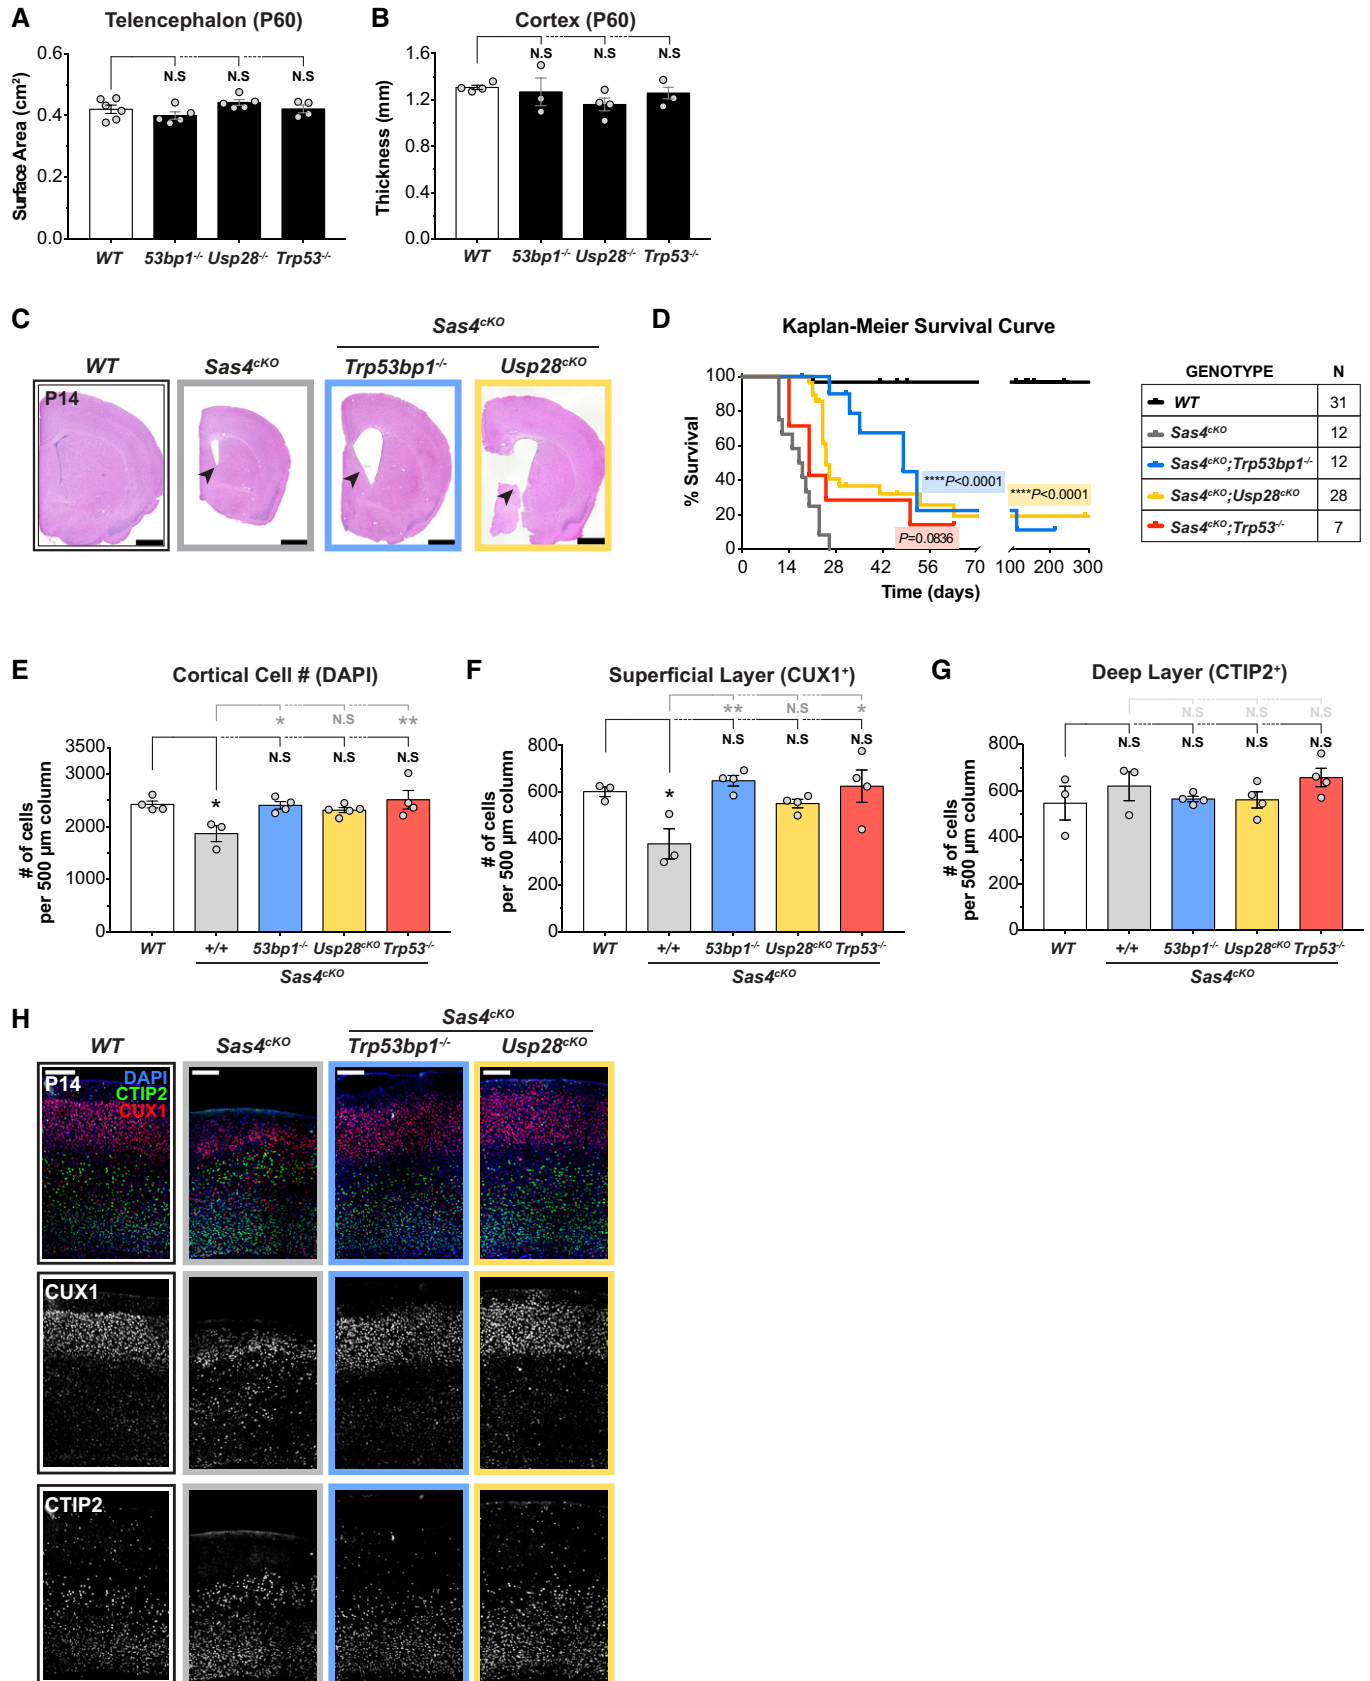 A
Telencephalon (P60)
Surface Area (cm²)
0.6
0.4
0.2
0.0
N.S N.S N.S
WT 53bp1-/- Usp28-/- Trp53-/-
B
Cortex (P60)
Thickness (mm)
1.6
1.2
0.8
0.4
0.0
N.S N.S N.S
WT 53bp1-/- Usp28-/- Trp53-/-
C
Sas4cKO
WT Sas4cKO Trp53bp1-/- Usp28cKO
P14
D
Kaplan-Meier Survival Curve
% Survival
100
80
60
40
20
0
****P<0.0001
****P<0.0001
P=0.0836
0 14 28 42 56 70 100 200 300
Time (days)
GENOTYPE N
WT 31
Sas4cKO 12
Sas4cKO;Trp53bp1-/- 12
Sas4cKO;Usp28cKO 28
Sas4cKO;Trp53-/- 7
E
Cortical Cell # (DAPI)
* N.S **
N.S N.S N.S
*
# of cells
per 500 µm column
3500
3000
2000
1000
0
WT +/+ 53bp1-/- Usp28cKO Trp53-/-
Sas4cKO
F
Superficial Layer (CUX1+)
** N.S *
N.S N.S N.S
*
# of cells
per 500 µm column
800
600
400
200
0
WT +/+ 53bp1-/- Usp28cKO Trp53-/-
Sas4cKO
G
Deep Layer (CTIP2+)
N.S N.S N.S
N.S N.S N.S N.S
# of cells
per 500 µm column
800
600
400
200
0
WT +/+ 53bp1-/- Usp28cKO Trp53-/-
Sas4cKO
H
Sas4cKO
WT Sas4cKO Trp53bp1-/- Usp28cKO
P14
DAPI
CTIP2
CUX1
CUX1
CTIP2